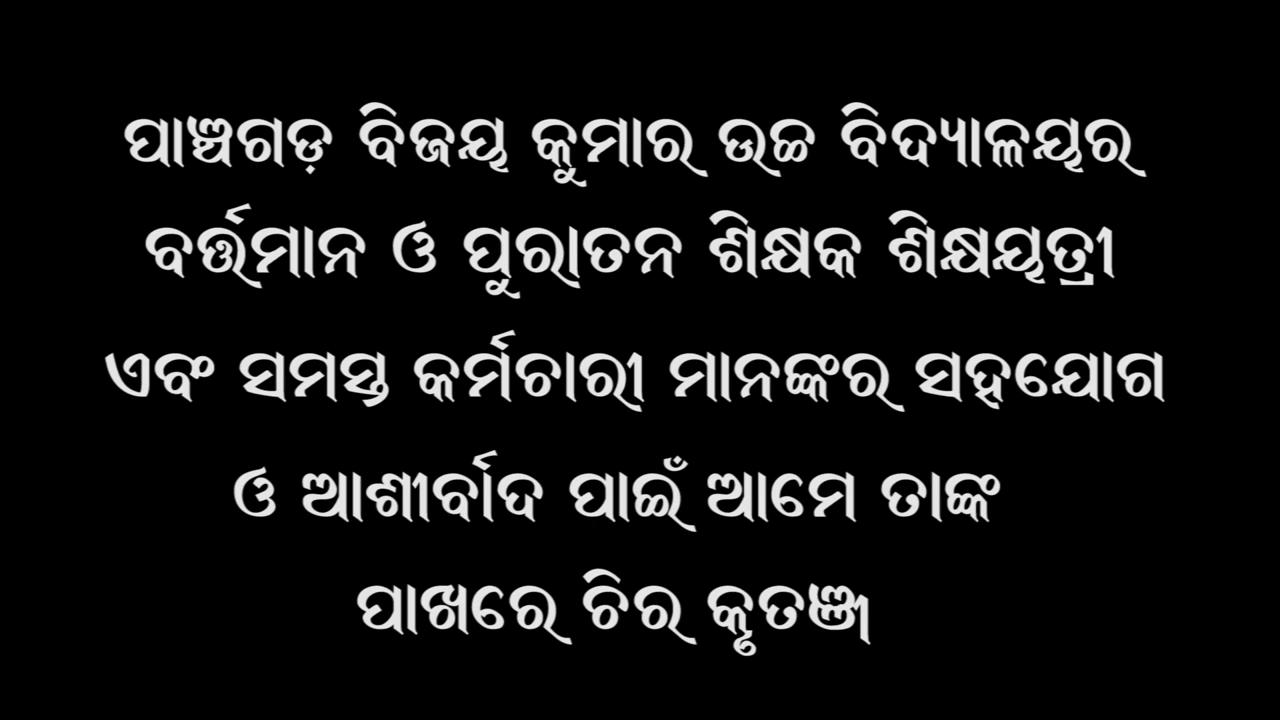 ପାଞ୍ଚଗଡ଼ ବିଜୟ କୁମାର ଉଚ୍ଚ ବିଦ୍ୟାଳୟର
ବର୍ତ୍ତମାନ ଓ ପୁରାତନ ଶିକ୍ଷକ ଶିକ୍ଷୟତ୍ରୀ
ଏବଂ ସମସ୍ତ କର୍ମଚାରୀ ମାନଙ୍କର ସହଯୋଗ
ଓ ଆଶୀର୍ବାଦ ପାଇଁ ଆମେ ତାଙ୍କ
ପାଖରେ ଚିର କୃତଜ୍ଞ